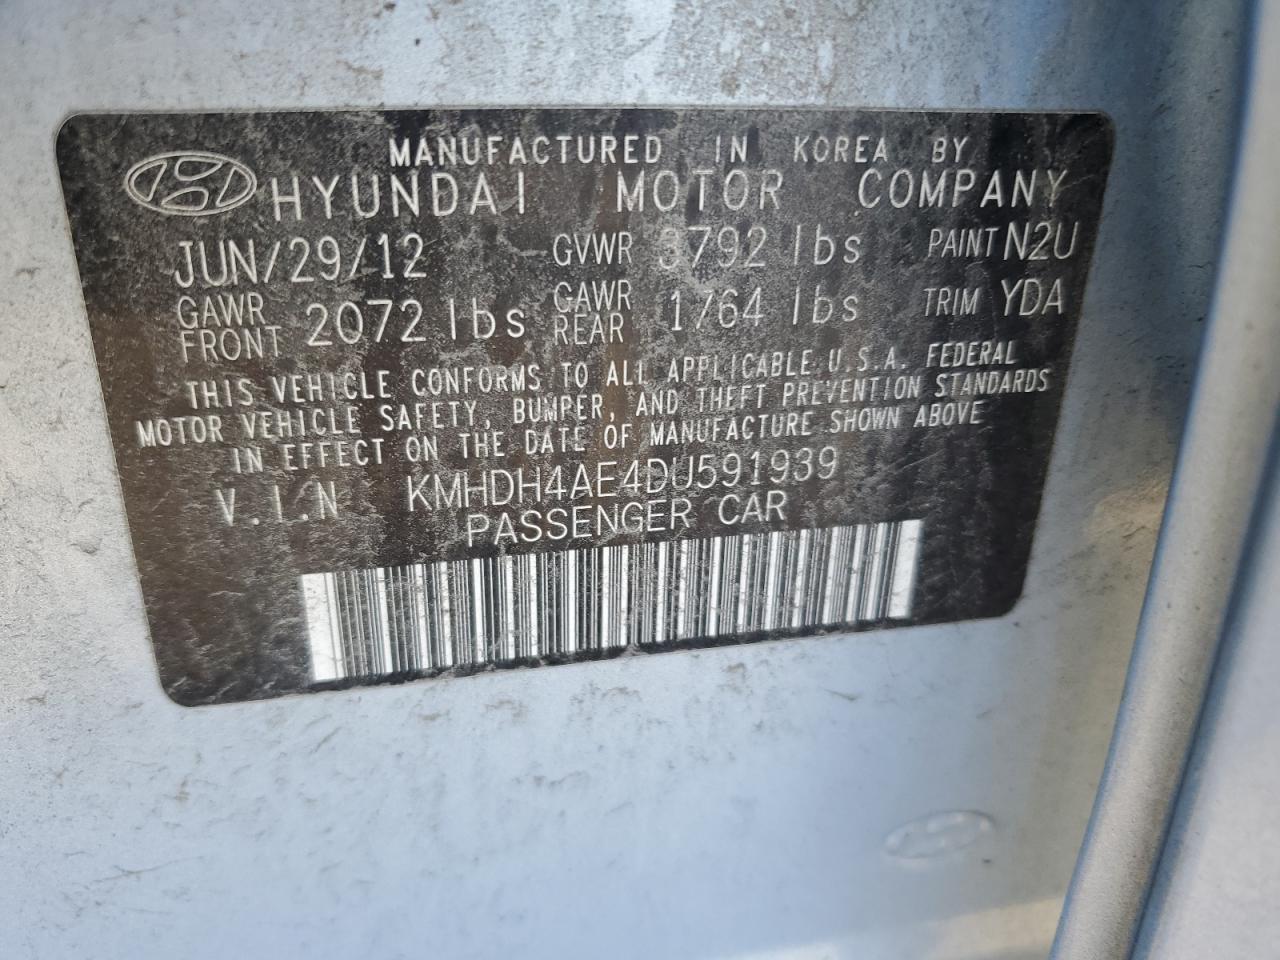 MANUFACTURED IN KOREA BY
HYUNDAI MOTOR COMPANY
JUN/29/12 GVWR 3792 lbs PAINT N2U
GAWR FRONT 2072 lbs GAWR REAR 1764 lbs TRIM YDA
THIS VEHICLE CONFORMS TO ALL APPLICABLE U.S.A. FEDERAL
MOTOR VEHICLE SAFETY, BUMPER, AND THEFT PREVENTION STANDARDS
IN EFFECT ON THE DATE OF MANUFACTURE SHOWN ABOVE
V.I.N KMHDH4AE4DU591939
PASSENGER CAR